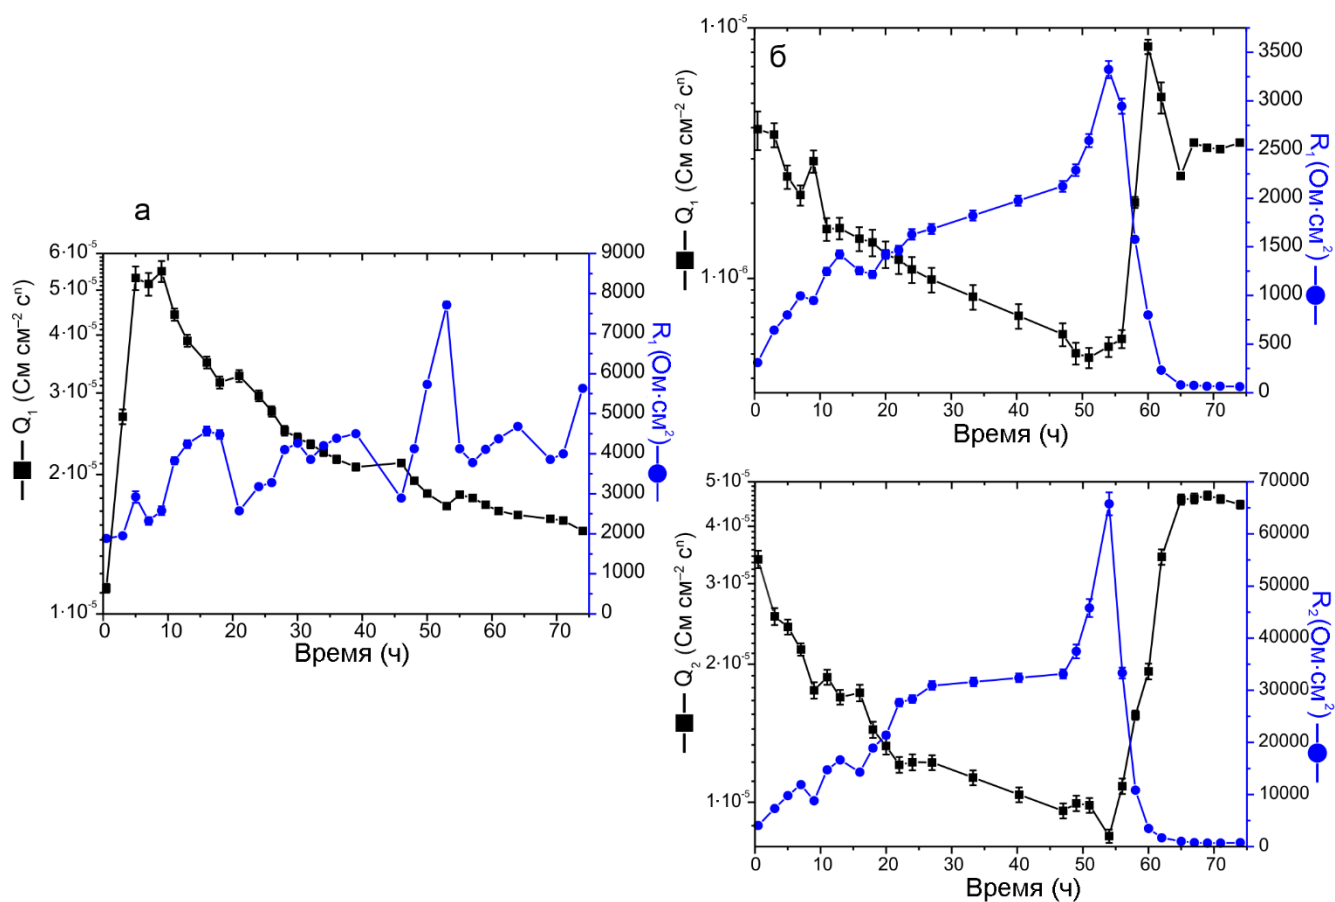 а
6·10⁻⁵
5·10⁻⁵
4·10⁻⁵
3·10⁻⁵
2·10⁻⁵
1·10⁻⁵
Q₁ (См см⁻² сⁿ)
9000
8000
7000
6000
5000
4000
3000
2000
1000
0
R₁(Ом·см²)
0 10 20 30 40 50 60 70
Время (ч)
б
1·10⁻⁵
1·10⁻⁶
Q₁ (См см⁻² сⁿ)
3500
3000
2500
2000
1500
1000
500
0
R₁(Ом·см²)
0 10 20 30 40 50 60 70
Время (ч)
5·10⁻⁵
4·10⁻⁵
3·10⁻⁵
2·10⁻⁵
1·10⁻⁵
Q₂ (См см⁻² сⁿ)
70000
60000
50000
40000
30000
20000
10000
0
R₂(Ом·см²)
0 10 20 30 40 50 60 70
Время (ч)